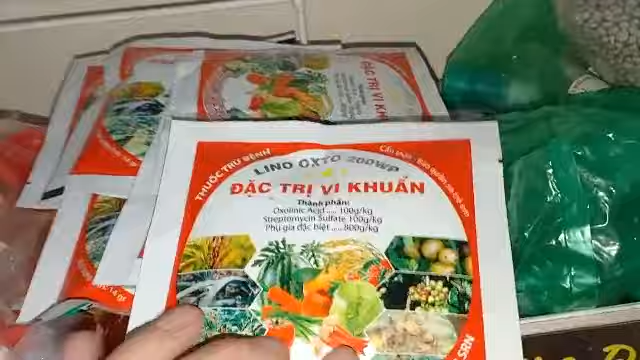 THUỐC TRỪ BỆNH
LINO OXTO 200WP
ĐẶC TRỊ VI KHUẨN
Thành phần:
Oxolinic Acid ..... 100g/kg
Streptomycin Sulfate 100g/kg
Phụ gia đặc biệt ..... 800g/kg
SRN
ĐẶC TRỊ VI